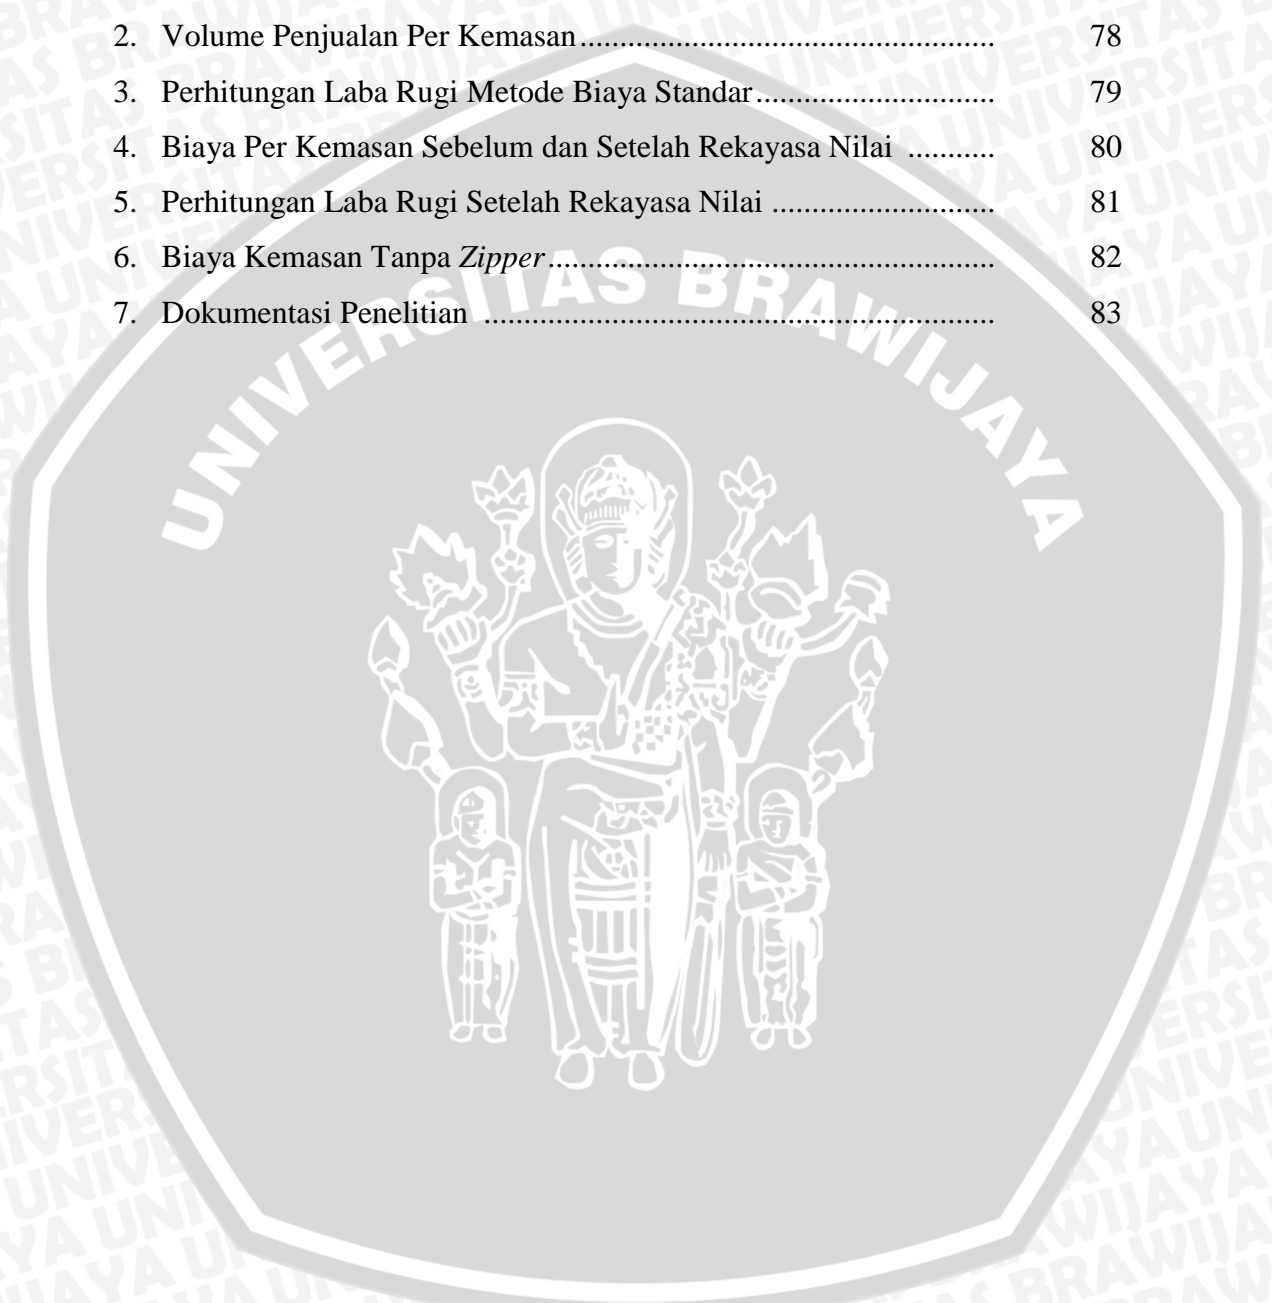 2. Volume Penjualan Per Kemasan.................................................... 78
3. Perhitungan Laba Rugi Metode Biaya Standar.............................. 79
4. Biaya Per Kemasan Sebelum dan Setelah Rekayasa Nilai ........... 80
5. Perhitungan Laba Rugi Setelah Rekayasa Nilai ............................ 81
6. Biaya Kemasan Tanpa Zipper........................................................ 82
7. Dokumentasi Penelitian ................................................................ 83
UNIVERSITAS BRAWIJAYA